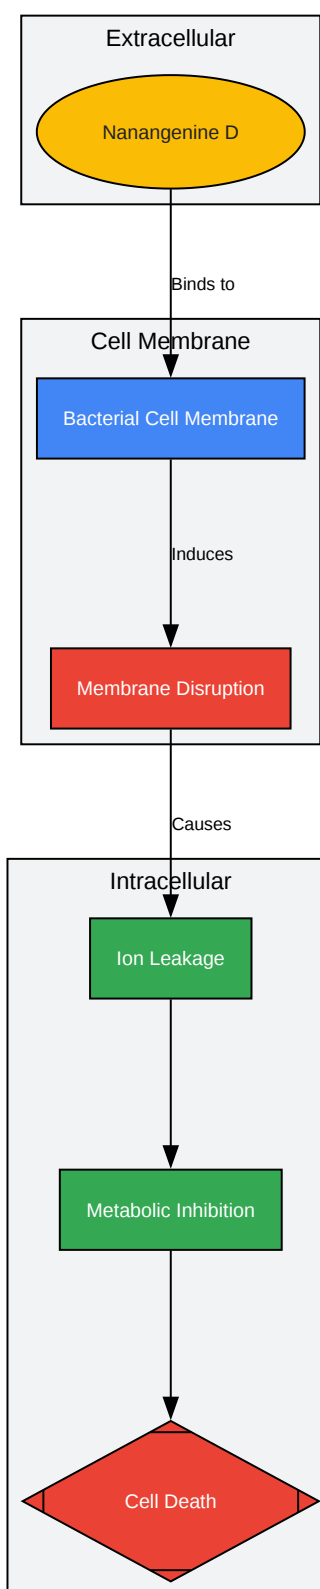 Extracellular
Nanangenine D
Binds to
Cell Membrane
Bacterial Cell Membrane
Induces
Membrane Disruption
Causes
Intracellular
Ion Leakage
Metabolic Inhibition
Cell Death